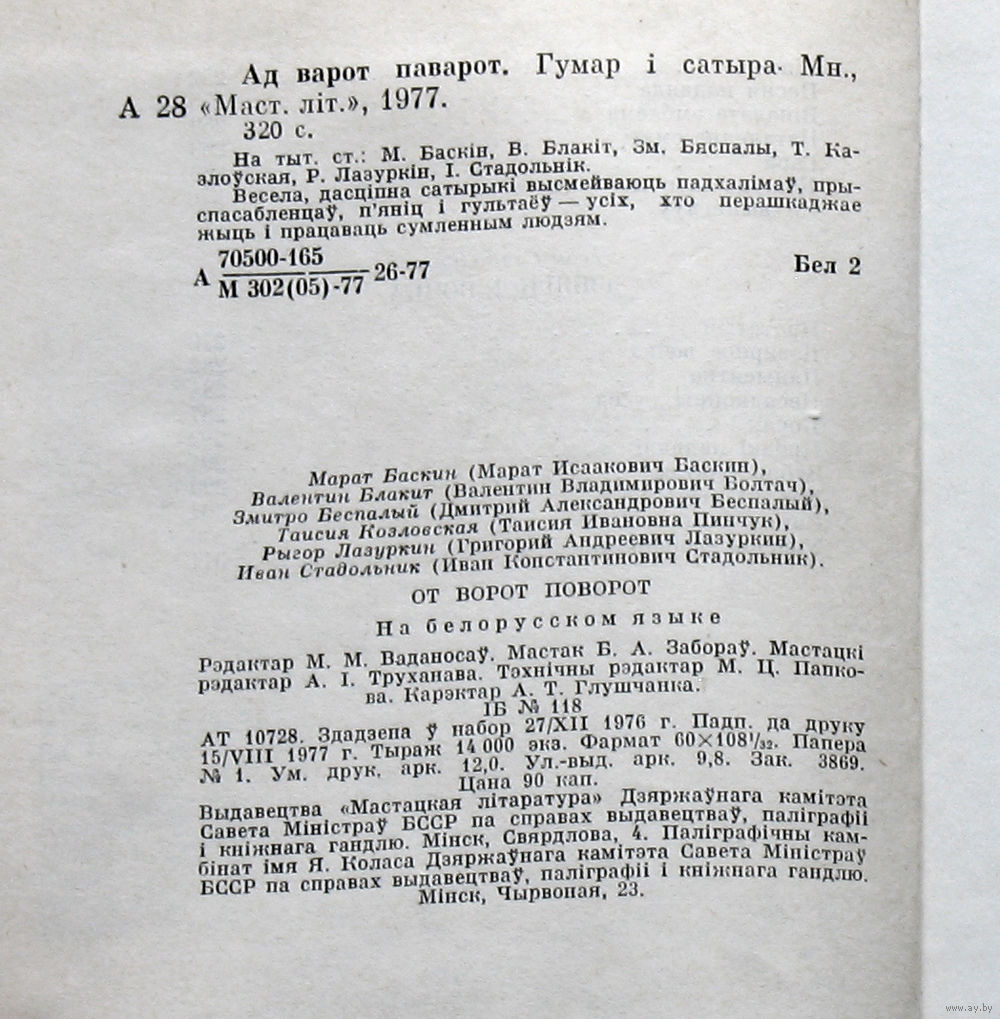 Ад варот паварот. Гумар і сатыра. Мн.,
А 28 «Маст. літ.», 1977.
320 с.
На тыт. ст.: М. Баскін, В. Блакіт, Зм. Бяспалы, Т. Ка-
злоўская, Р. Лазуркін, І. Стадольнік.
Весела, дасціпна сатырыкі высмейваюць падхалімаў, пры-
спасабленцаў, п'яніц і гультаёў — усіх, хто перашкаджае
жыць і працаваць сумленным людзям.
А 70500-165
М 302(05)-77 26-77 Бел 2
Марат Баскин (Марат Исаакович Баскин),
Валентин Блакит (Валентин Владимирович Болтач),
Змитро Беспалый (Дмитрий Александрович Беспалый),
Таисия Козловская (Таисия Ивановна Пинчук),
Рыгор Лазуркин (Григорий Андреевич Лазуркин),
Иван Стадольник (Иван Константинович Стадольник).
ОТ ВОРОТ ПОВОРОТ
На белорусском языке
Рэдактар М. М. Ваданосаў. Мастак Б. А. Забораў. Мастацкі
рэдактар А. І. Труханава. Тэхнічны рэдактар М. Ц. Папко-
ва. Карэктар А. Т. Глушчанка.
ІБ № 118
АТ 10728. Здадзена ў набор 27/XII 1976 г. Падп. да друку
15/VIII 1977 г. Тыраж 14 000 экз. Фармат 60×108¹/₃₂. Папера
№ 1. Ум. друк. арк. 12,0. Ул.-выд. арк. 9,8. Зак. 3869.
Цана 90 кап.
Выдавецтва «Мастацкая літаратура» Дзяржаўнага камітэта
Савета Міністраў БССР па справах выдавецтваў, паліграфіі
і кніжнага гандлю. Мінск, Свярдлова, 4. Паліграфічны кам-
бінат імя Я. Коласа Дзяржаўнага камітэта Савета Міністраў
БССР па справах выдавецтваў, паліграфіі і кніжнага гандлю.
Мінск, Чырвоная, 23.
www.ay.by